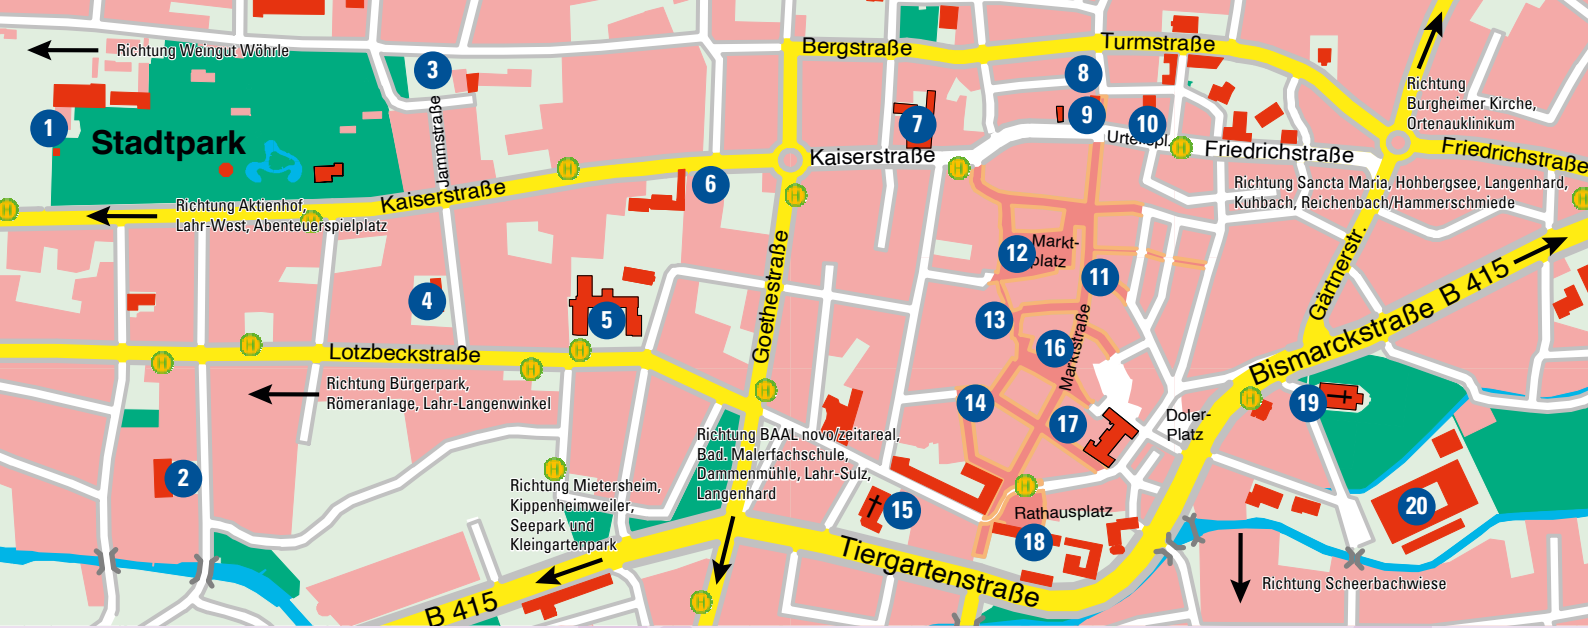 Richtung Weingut Wöhrle
3
Bergstraße
Turmstraße
8
Richtung
Burgheimer Kirche,
Ortenauklinikum
1
Stadtpark
Jammstraße
7
9
10
Urteilspl.
H
Kaiserstraße
Friedrichstraße
Friedrichstraße
H
H
Kaiserstraße
6
H
Richtung Sancta Maria, Hohbergsee, Langenhard,
Kuhbach, Reichenbach/Hammerschmiede
H
H
H
Richtung Aktienhof,
Lahr-West, Abenteuerspielplatz
12
Markt-
platz
11
Goethestraße
Gärtnerstr.
B 415
4
5
13
16
Marktstraße
Bismarckstraße
H
H
H
H
Lotzbeckstraße
Richtung Bürgerpark,
Römeranlage, Lahr-Langenwinkel
H
14
17
Doler-
Platz
H
19
Richtung BAAL novo/zeitareal,
Bad. Malerfachschule,
Dammenmühle, Lahr-Sulz,
Langenhard
2
H
Richtung Mietersheim,
Kippenheimweiler,
Seepark und
Kleingartenpark
15
H
Rathausplatz
18
20
Tiergartenstraße
Richtung Scheerbachwiese
B 415
H